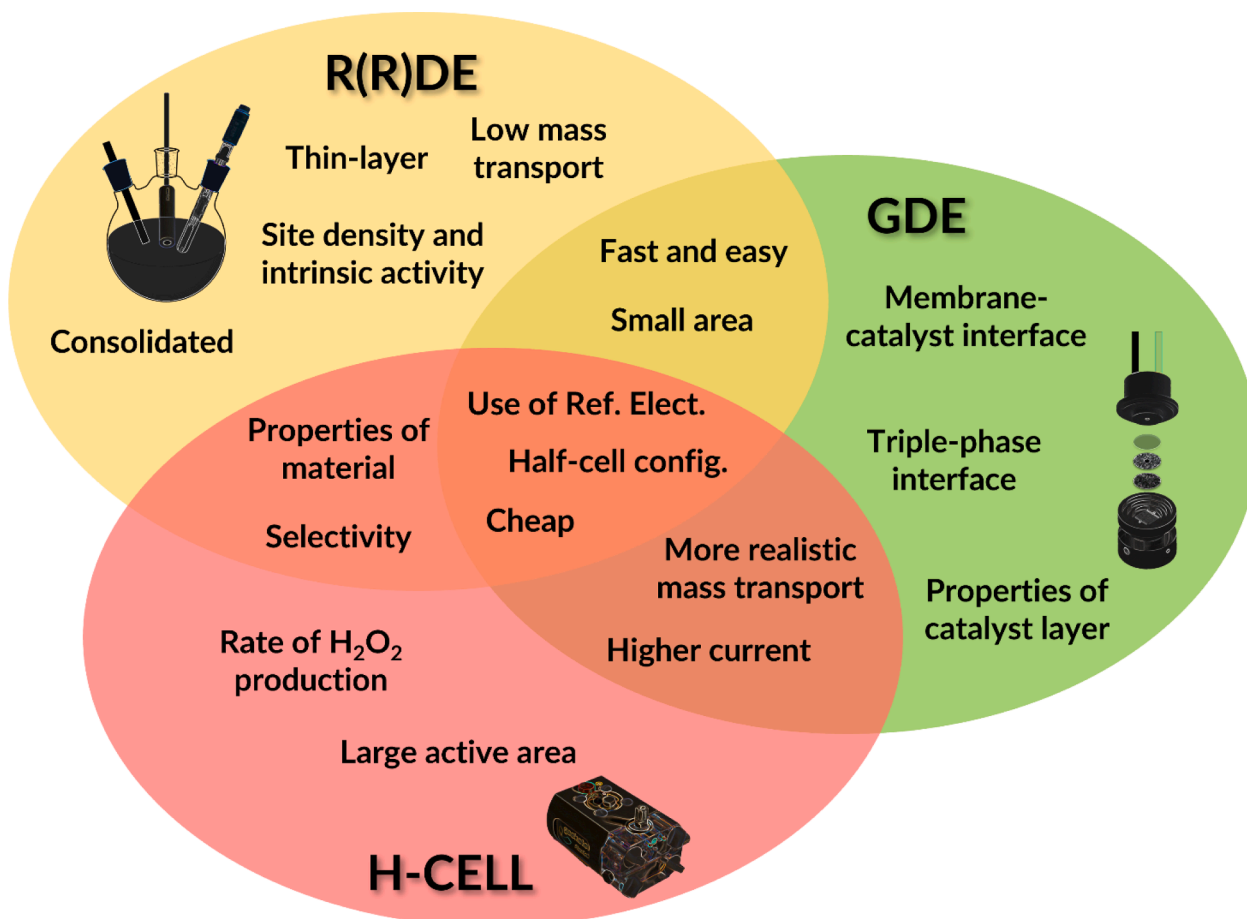 R(R)DE
Low mass
transport
Thin-layer
Site density and
intrinsic activity
Consolidated
GDE
Fast and easy
Small area
Membrane-
catalyst interface
Triple-phase
interface
Properties of
catalyst layer
Use of Ref. Elect.
Half-cell config.
Cheap
Properties of
material
Selectivity
More realistic
mass transport
Higher current
Rate of H₂O₂
production
Large active area
H-CELL